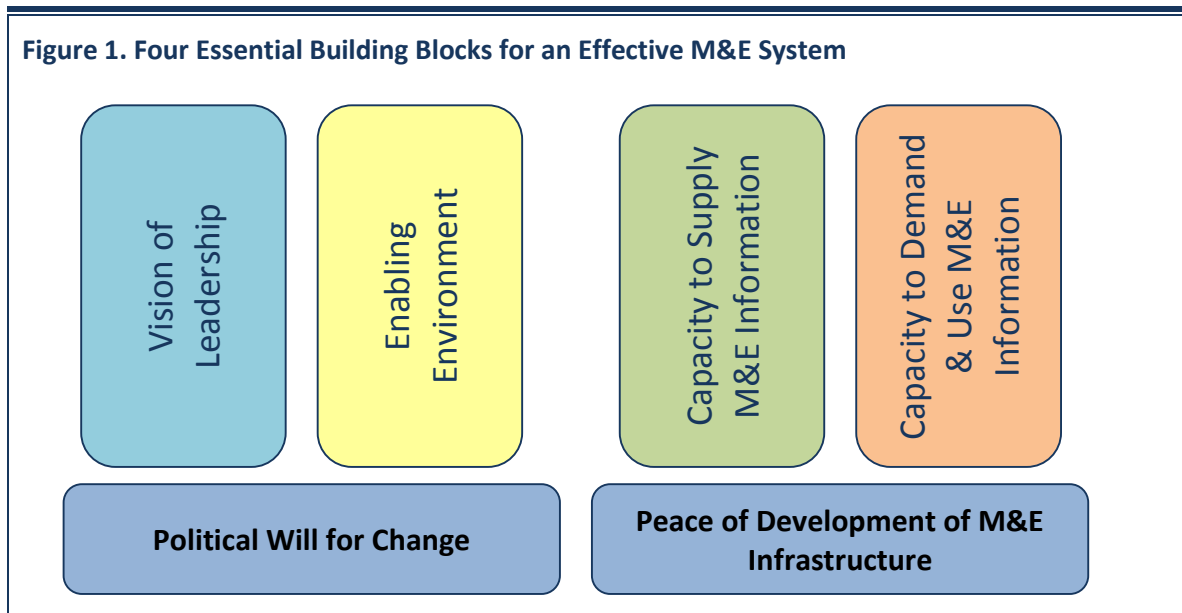 Figure 1. Four Essential Building Blocks for an Effective M&E System
Vision of
Leadership
Enabling
Environment
Capacity to Supply
M&E Information
Capacity to Demand
& Use M&E
Information
Political Will for Change
Peace of Development of M&E
Infrastructure